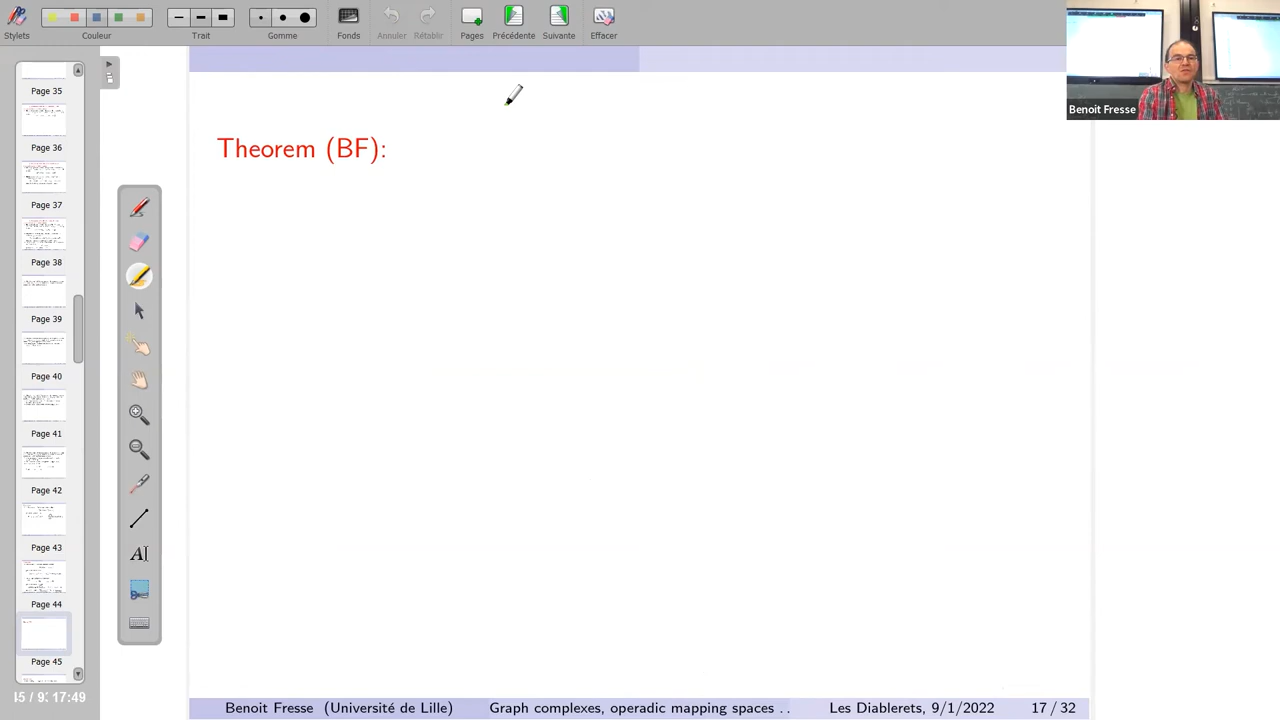 Stylets
Couleur
Trait
Gomme
Fonds
Annuler
Rétablir
Pages
Précédente
Suivante
Effacer
Benoit Fresse
Page 35
Page 36
Page 37
Page 38
Page 39
Page 40
Page 41
Page 42
Page 43
Page 44
Page 45
17:49
Theorem (BF):
Benoit Fresse (Université de Lille)
Graph complexes, operadic mapping spaces . .
Les Diablerets, 9/1/2022
17 / 32